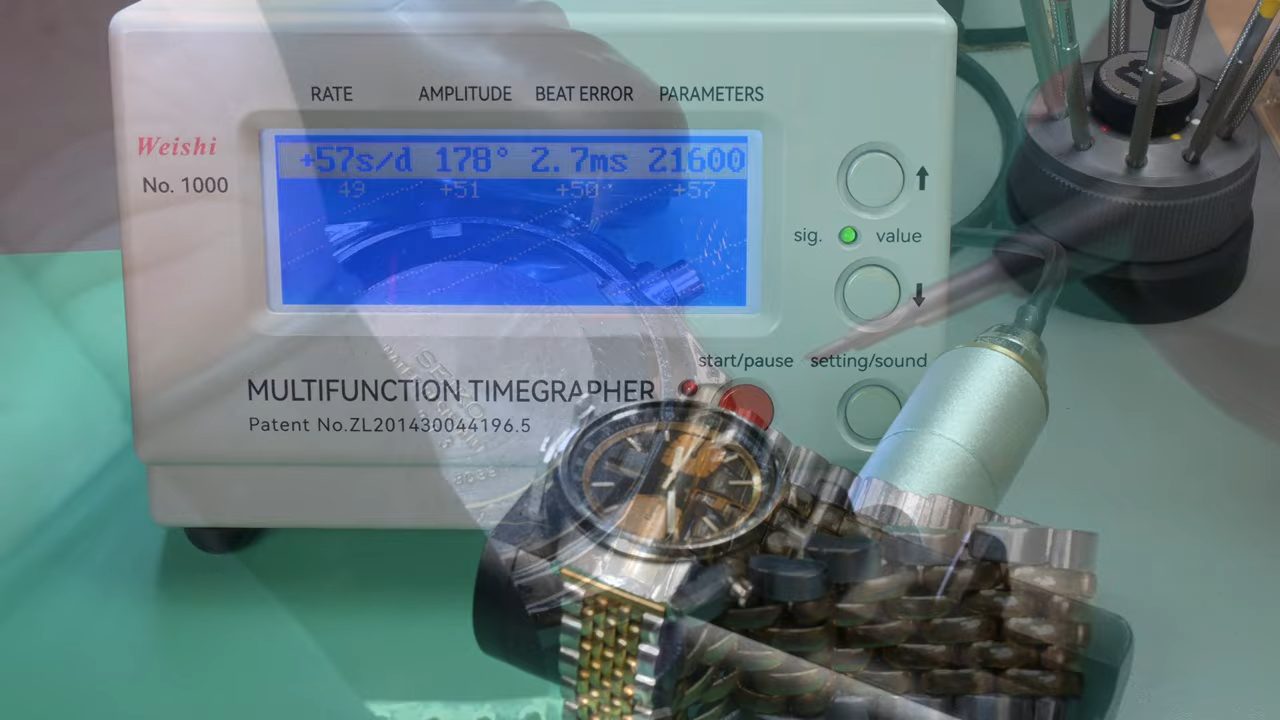 RATE AMPLITUDE BEAT ERROR PARAMETERS
Weishi
No. 1000
+57s/d 178° 2.7ms 21600
49 +51 +50 +57
sig. value
start/pause setting/sound
MULTIFUNCTION TIMEGRAPHER
Patent No.ZL201430044196.5
SEIKO